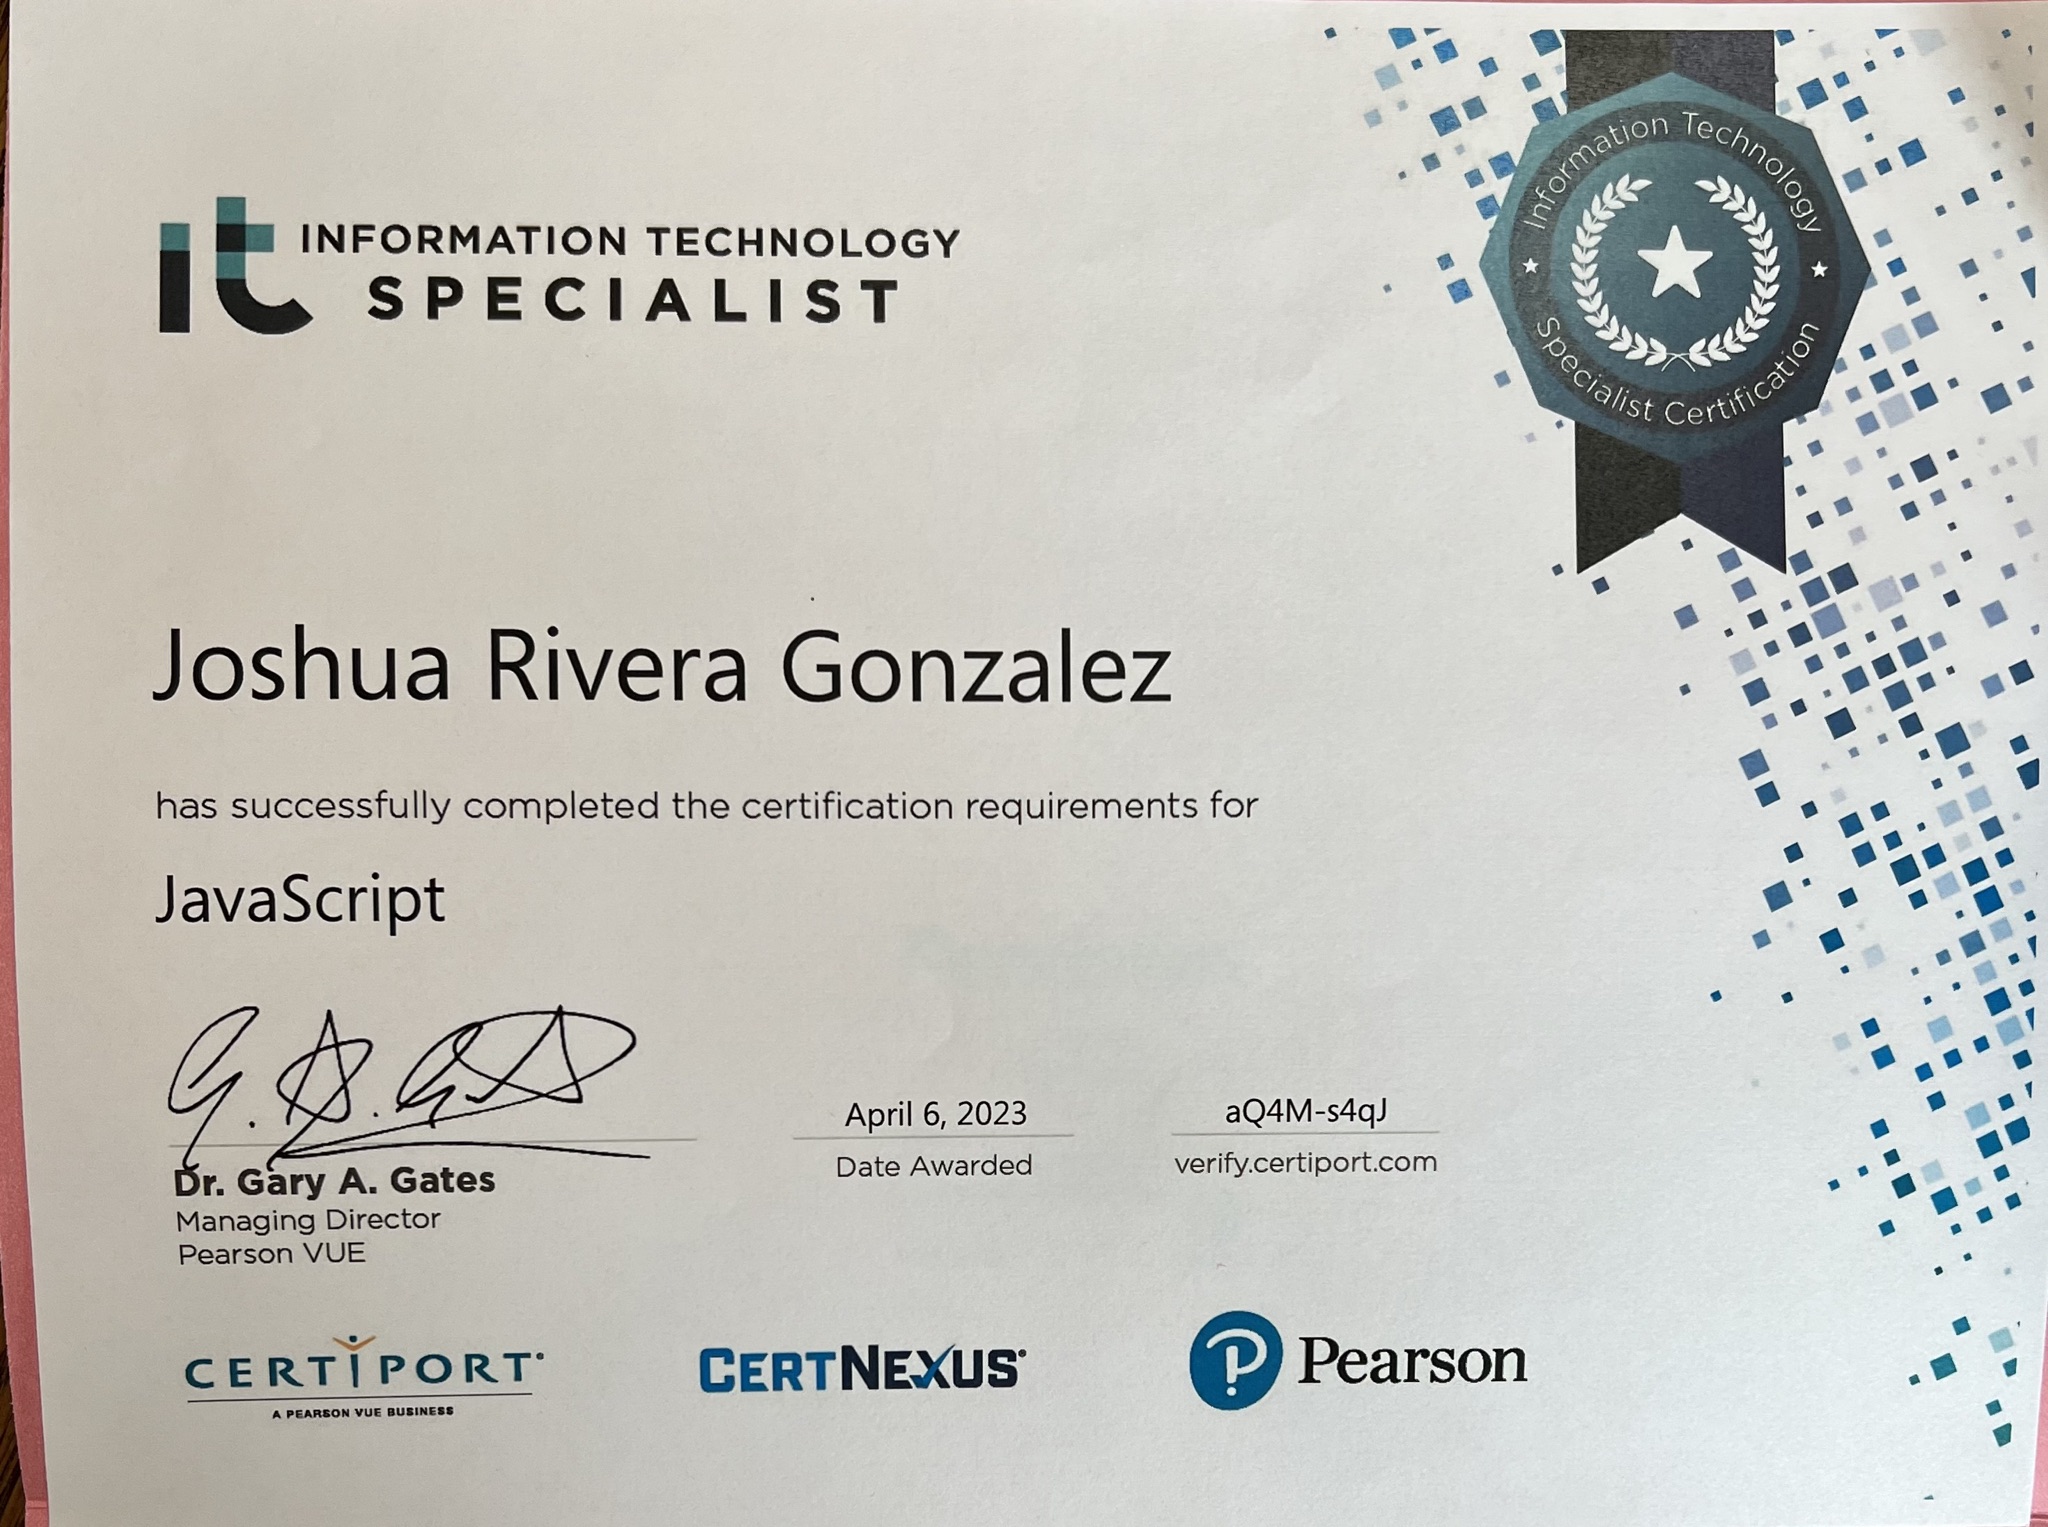 it INFORMATION TECHNOLOGY
SPECIALIST
Information Technology
Specialist Certification
Joshua Rivera Gonzalez
has successfully completed the certification requirements for
JavaScript
G. A. Gates
April 6, 2023
aQ4M-s4qJ
Dr. Gary A. Gates
Date Awarded
verify.certiport.com
Managing Director
Pearson VUE
CERTIPORT
A PEARSON VUE BUSINESS
CERTNEXUS
P Pearson